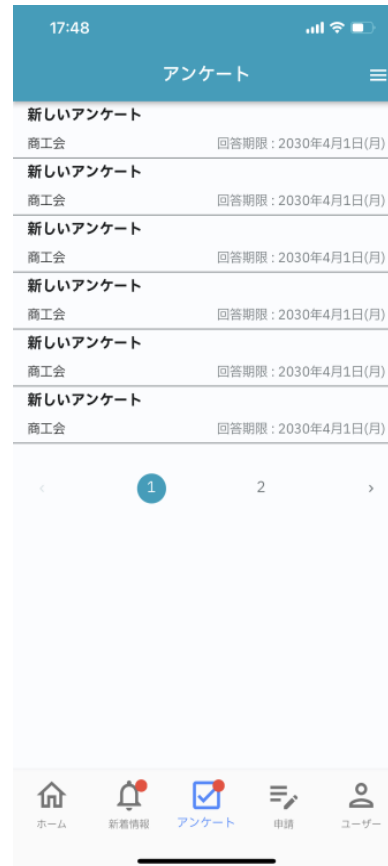 17:48
アンケート
新しいアンケート
商工会 回答期限 : 2030年4月1日(月)
新しいアンケート
商工会 回答期限 : 2030年4月1日(月)
新しいアンケート
商工会 回答期限 : 2030年4月1日(月)
新しいアンケート
商工会 回答期限 : 2030年4月1日(月)
新しいアンケート
商工会 回答期限 : 2030年4月1日(月)
新しいアンケート
商工会 回答期限 : 2030年4月1日(月)
‹ 1 2 ›
ホーム 新着情報 アンケート 申請 ユーザー